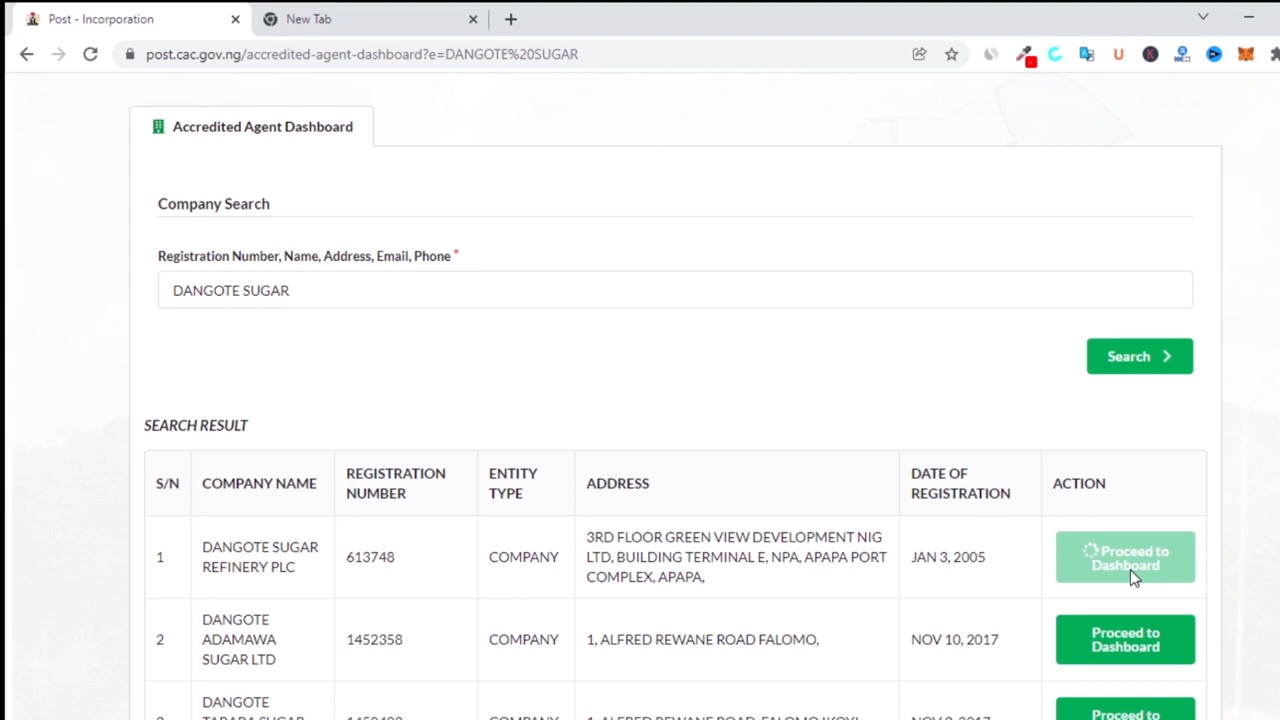 Post - Incorporation
New Tab
post.cac.gov.ng/accredited-agent-dashboard?e=DANGOTE%20SUGAR
Accredited Agent Dashboard
Company Search
Registration Number, Name, Address, Email, Phone *
DANGOTE SUGAR
Search
SEARCH RESULT
S/N COMPANY NAME REGISTRATION NUMBER ENTITY TYPE ADDRESS DATE OF REGISTRATION ACTION
1 DANGOTE SUGAR REFINERY PLC 613748 COMPANY 3RD FLOOR GREEN VIEW DEVELOPMENT NIG LTD, BUILDING TERMINAL E, NPA, APAPA PORT COMPLEX, APAPA, JAN 3, 2005 Proceed to Dashboard
2 DANGOTE ADAMAWA SUGAR LTD 1452358 COMPANY 1, ALFRED REWANE ROAD FALOMO, NOV 10, 2017 Proceed to Dashboard
DANGOTE
Proceed to